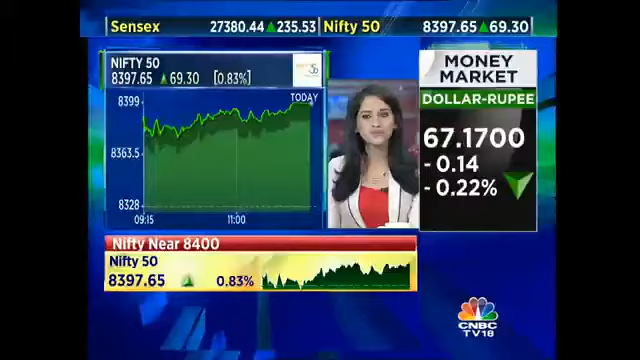 Sensex 27380.44 235.53 Nifty 50 8397.65 69.30
NIFTY 50
8397.65 69.30 [0.83%]
TODAY
8399
8363.5
8328
09:15 11:00
MONEY
MARKET
DOLLAR-RUPEE
67.1700
- 0.14
- 0.22%
Nifty Near 8400
Nifty 50
8397.65 0.83%
CNBC
TV18